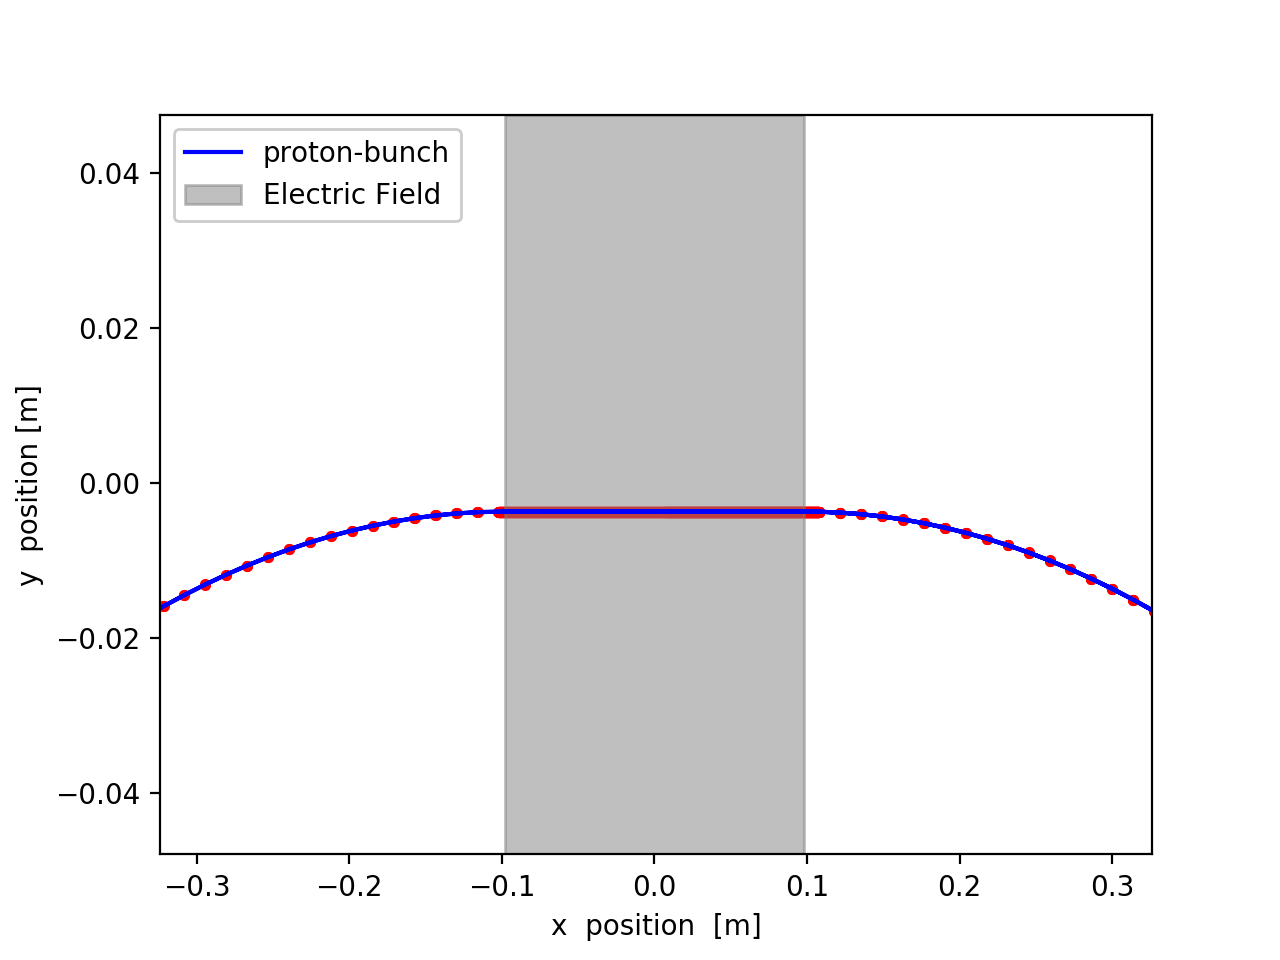 proton-bunch
Electric Field
0.04
0.02
0.00
−0.02
−0.04
y position [m]
−0.3 −0.2 −0.1 0.0 0.1 0.2 0.3
x position [m]